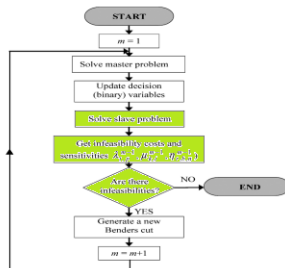 START
m = 1
Solve master problem
Update decision
(binary) variables
Solve slave problem
Get infeasibility costs and
sensitivities
Are there
infeasibilities?
NO
END
YES
Generate a new
Benders cut
m = m+1